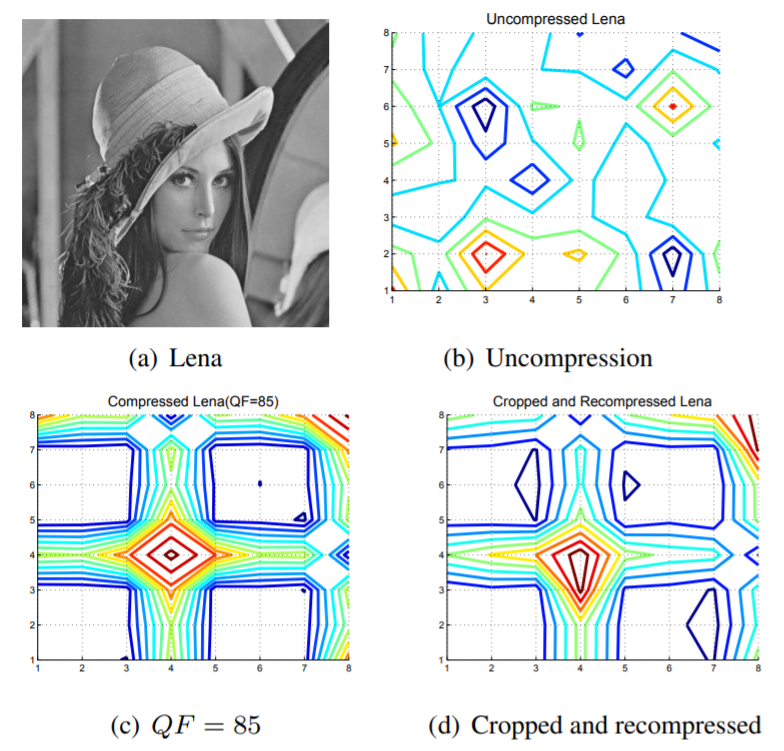 Uncompressed Lena
8
7
6
5
4
3
2
1
1 2 3 4 5 6 7 8
(a) Lena
(b) Uncompression
Compressed Lena(QF=85)
8
7
6
5
4
3
2
1
1 2 3 4 5 6 7 8
Cropped and Recompressed Lena
8
7
6
5
4
3
2
1
1 2 3 4 5 6 7 8
(c) QF = 85
(d) Cropped and recompressed